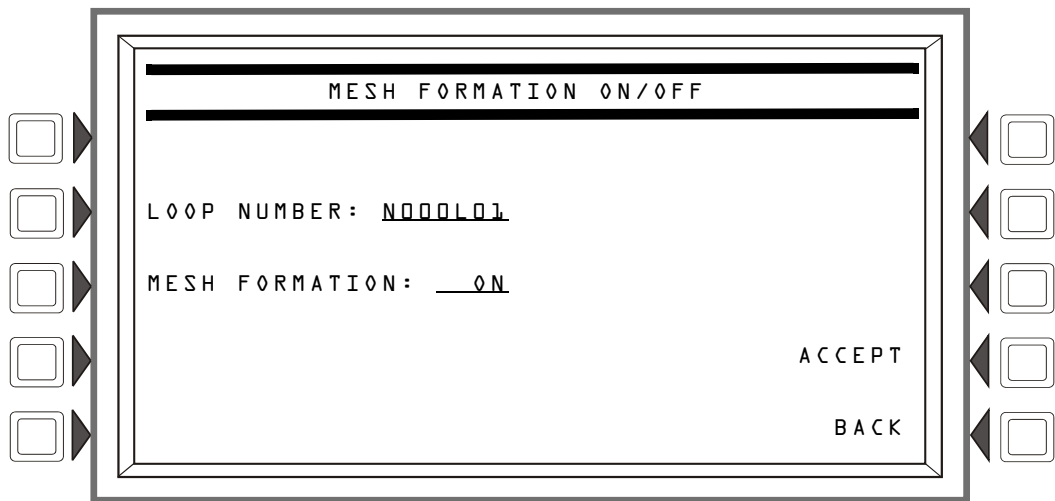 MESH FORMATION ON/OFF
LOOP NUMBER: N000L01
MESH FORMATION: ON
ACCEPT
BACK